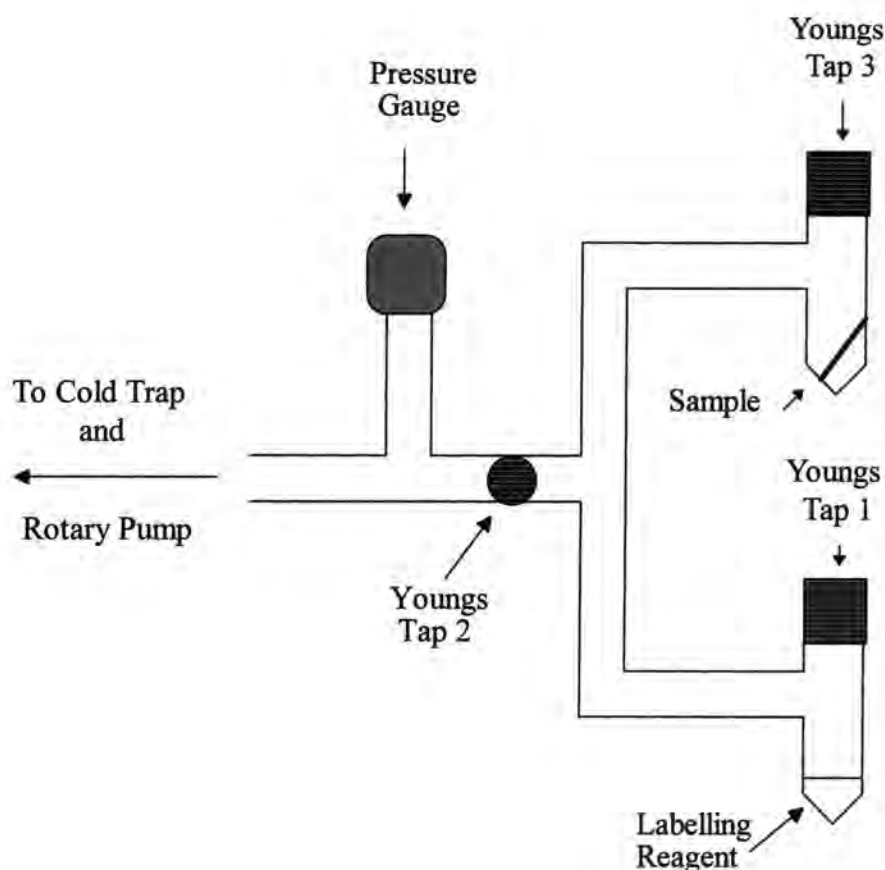 Youngs
Tap 3
Pressure
Gauge
To Cold Trap
and
Rotary Pump
Sample
Youngs
Tap 1
Youngs
Tap 2
Labelling
Reagent